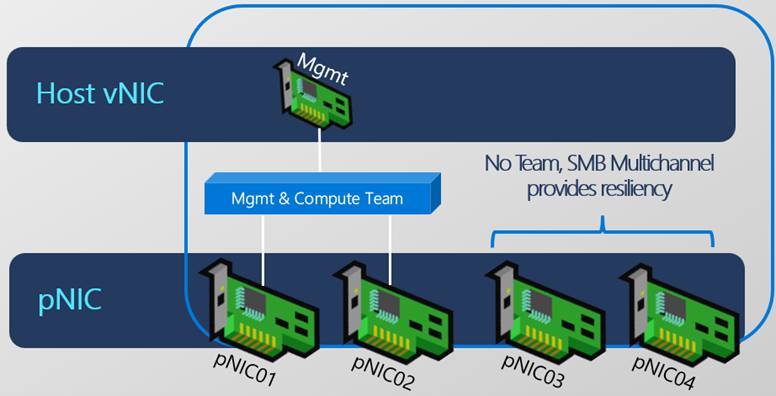 Host vNIC
Mgmt
No Team, SMB Multichannel
provides resiliency
Mgmt & Compute Team
pNIC
pNIC01
pNIC02
pNIC03
pNIC04